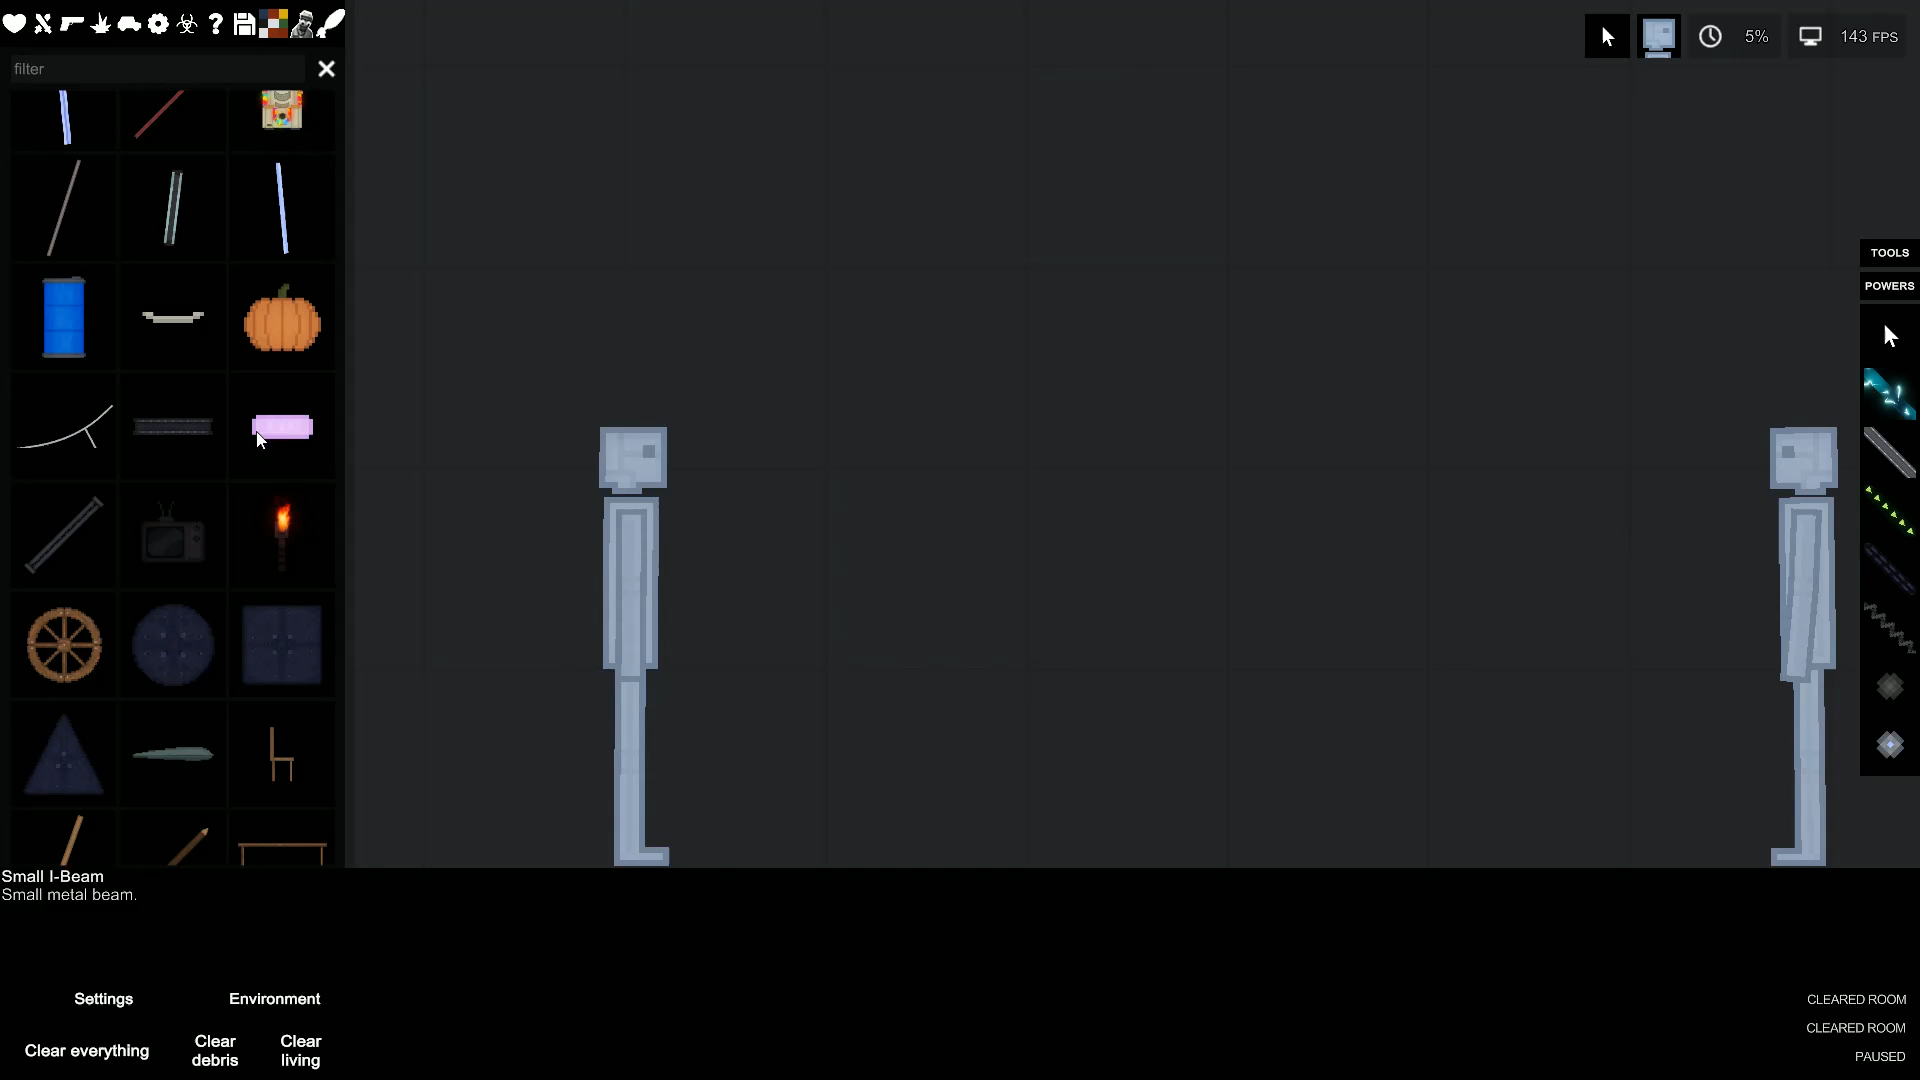 filter
5%
143 FPS
TOOLS
POWERS
Small I-Beam
Small metal beam.
Settings
Environment
Clear everything
Clear debris
Clear living
CLEARED ROOM
CLEARED ROOM
PAUSED